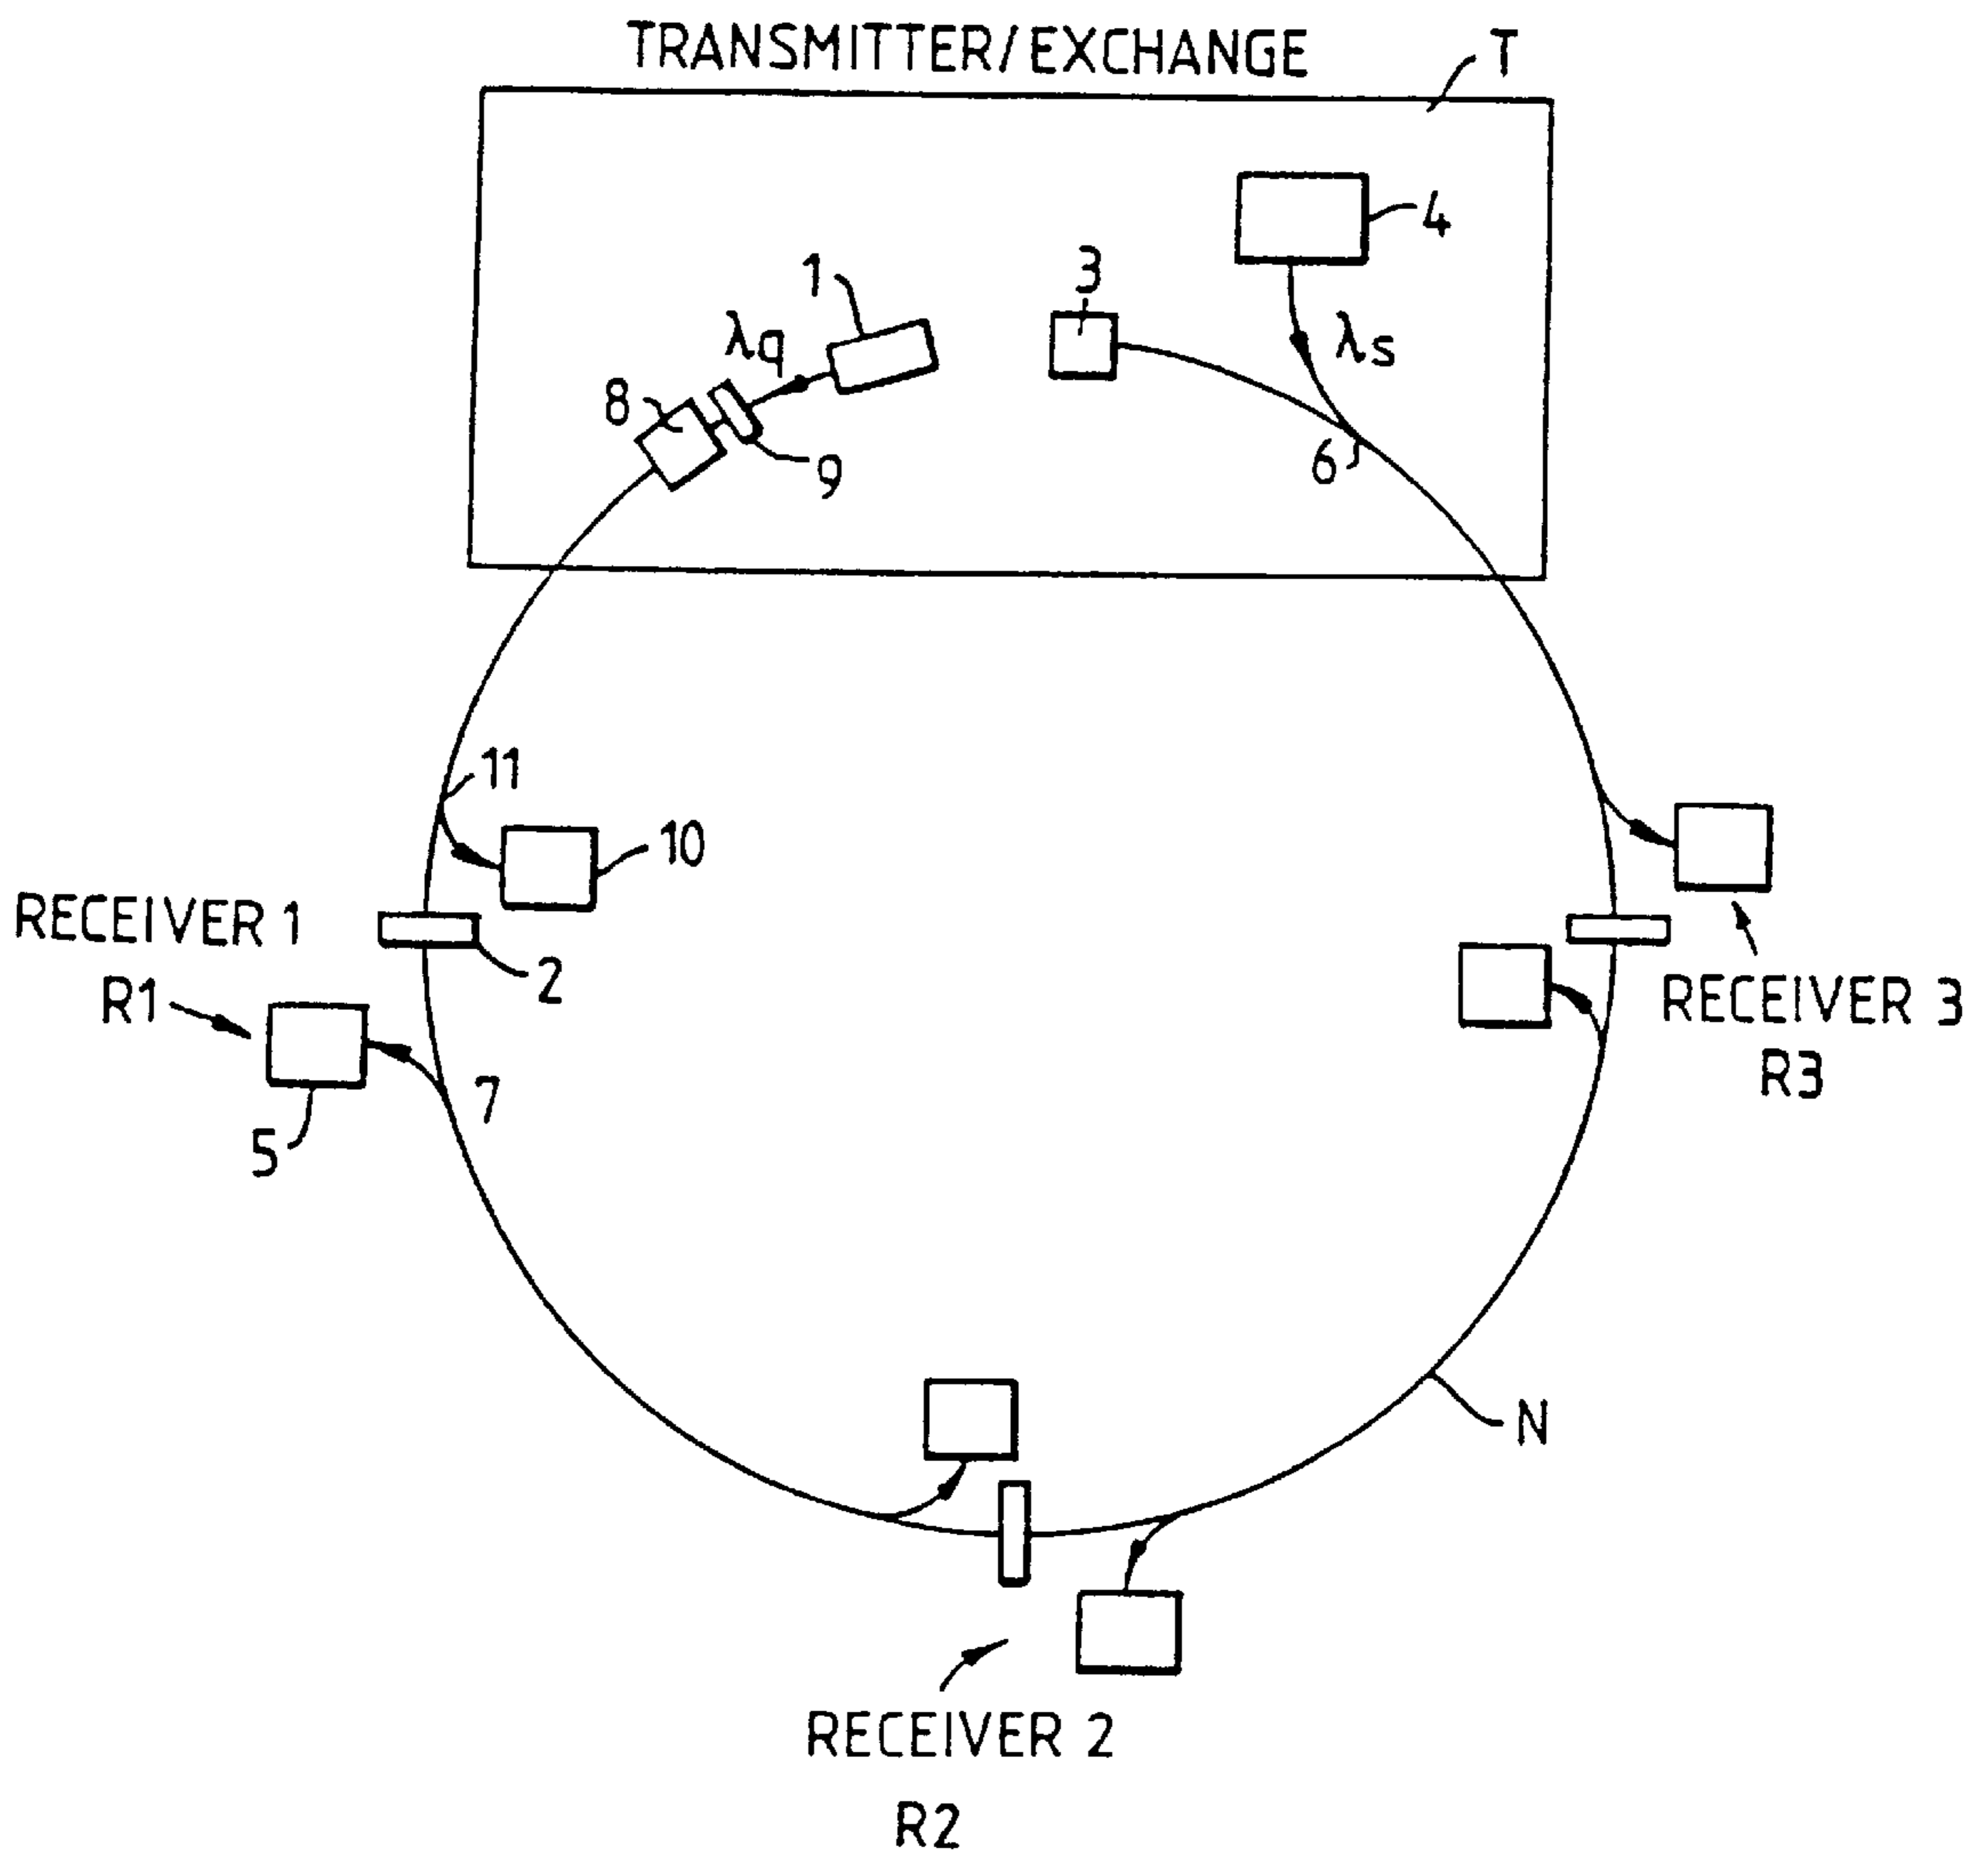 TRANSMITTER/EXCHANGE
T
4
3
1
λq
λs
8
9
6
11
10
RECEIVER 1
R1
2
7
5
RECEIVER 3
R3
N
RECEIVER 2
R2